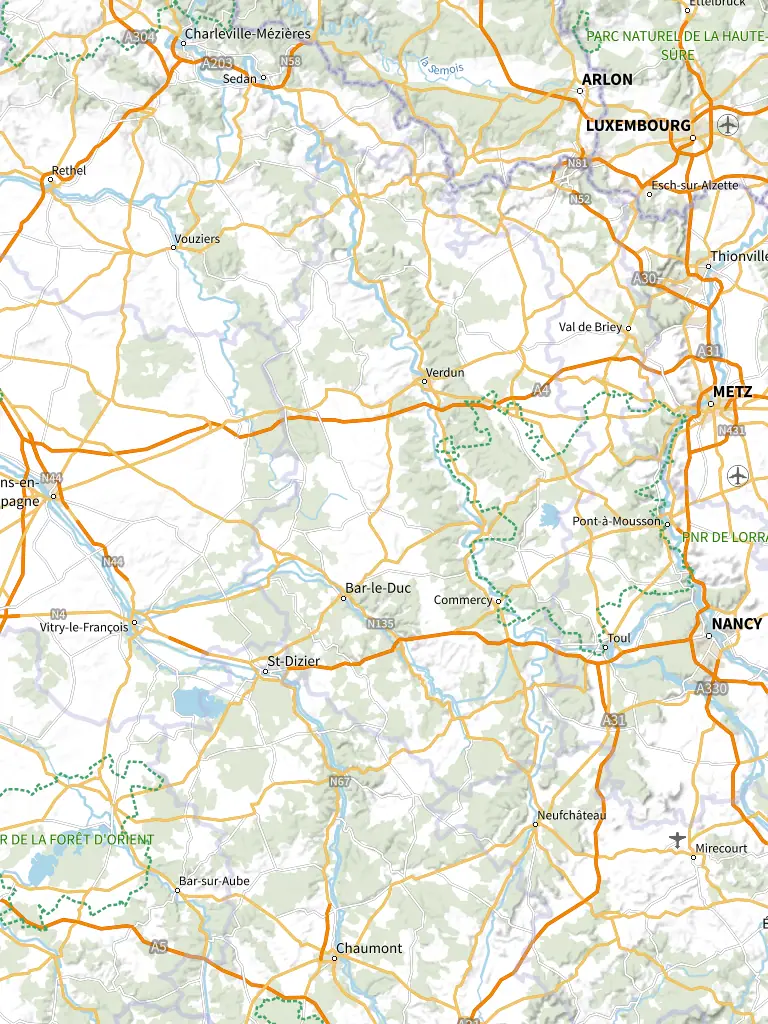 Ettelbruck
Charleville-Mézières
A304
PARC NATUREL DE LA HAUTE-
SÛRE
A203
N58
la Semois
Sedan
ARLON
LUXEMBOURG
N81
Rethel
Esch-sur-Alzette
N52
Vouziers
Thionville
A30
Val de Briey
A31
Verdun
A4
METZ
N431
N44
ns-en-
pagne
Pont-à-Mousson
PNR DE LORRA
N44
Bar-le-Duc
Commercy
N4
Vitry-le-François
N135
NANCY
Toul
St-Dizier
A330
A31
N67
Neufchâteau
R DE LA FORÊT D'ORIENT
Mirecourt
Bar-sur-Aube
É
A5
Chaumont
A31